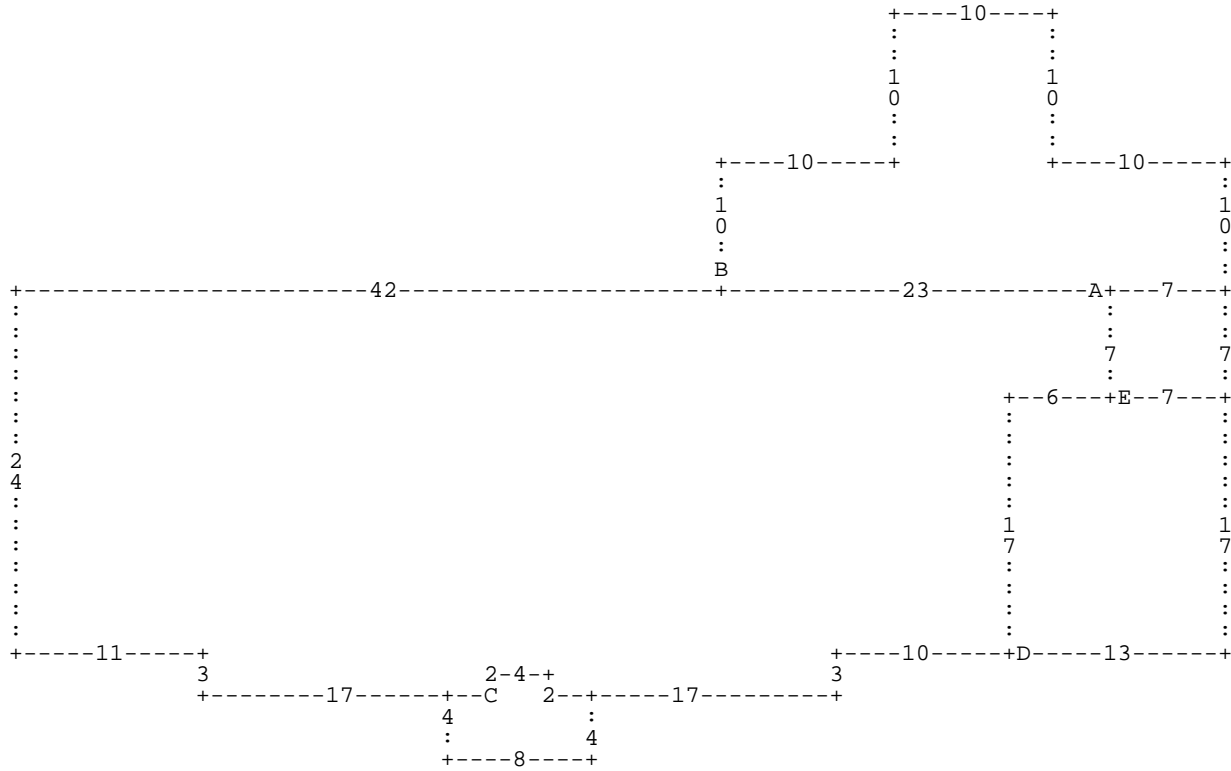 +----10----+
:          :
:          :
1          1
0          0
:          :
:          :
+----10-----+          +----10-----+
:                                  :
1                                  1
0                                  0
:                                  :
B                                  :
+-----------------------42----------------------+------------23-----------A+---7---+
:                                                                          :       :
:                                                                          :       :
:                                                                          7       7
:                                                                          :       :
:                                                                   +--6---+E--7---+
:                                                                   :              :
:                                                                   :              :
2                                                                   :              :
4                                                                   :              :
:                                                                   :              :
:                                                                   1              1
:                                                                   7              7
:                                                                   :              :
:                                                                   :              :
:                                                                   :              :
:                                                                   :              :
+-----11-----+                                          +----10-----+D-----13------+
3                   2-4-+                   3
+--------17------+--C   2--+-----17---------+
4         :
:         4
+----8----+